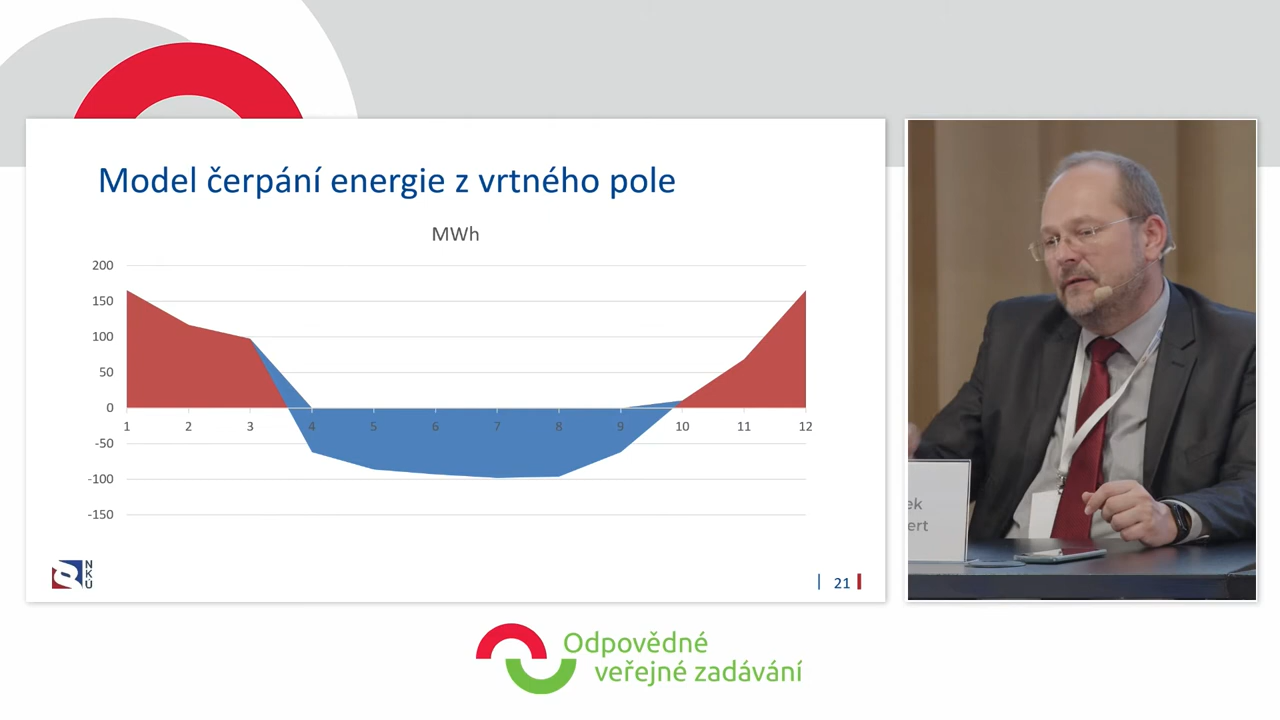 Model čerpání energie z vrtného pole
MWh
200
150
100
50
0
-50
-100
-150
1 2 3 4 5 6 7 8 9 10 11 12
NKU
21
ek
ert
Odpovědné
veřejné zadávání